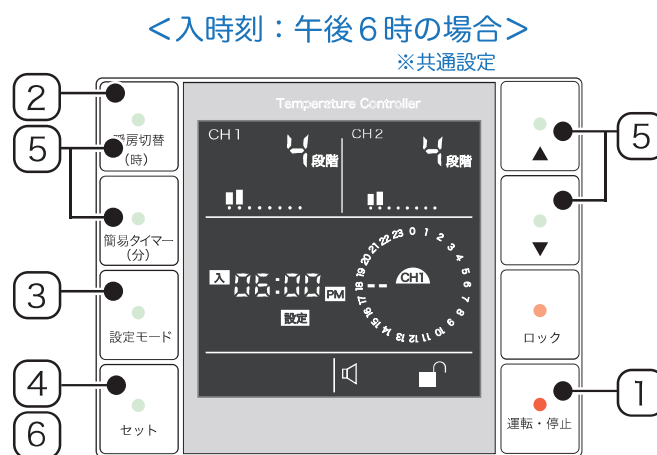 ＜入時刻：午後６時の場合＞
※共通設定
2
5
暖房切替
(時)
簡易タイマー
(分)
3
設定モード
4
6
セット
Temperature Controller
CH1
4段階
CH2
4段階
入 06:00 PM
設定
0 1 2 3 4 5 6 7 8 9 10 11 12 13 14 15 16 17 18 19 20 21 22 23
CH1
▲
5
▼
ロック
1
運転・停止